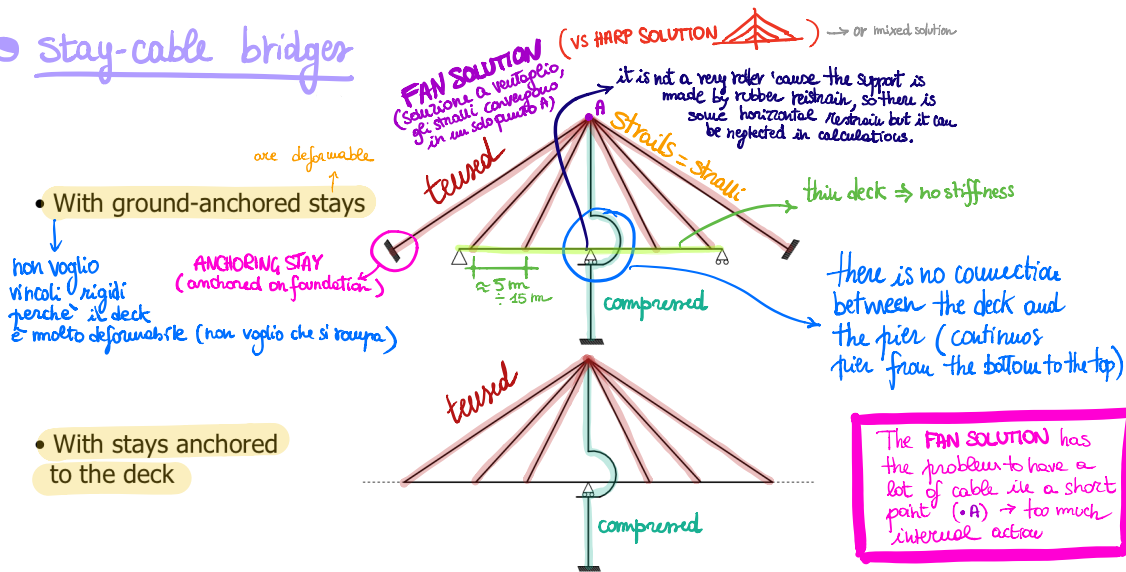 stay-cable bridges
FAN SOLUTION
(soluzione a ventaglio,
gli stralli convergono
in un solo punto A)
(VS HARP SOLUTION ) → or mixed solution
it is not a very roller 'cause the support is
made by rubber reistrain, so there is
some horizontal restrain but it can
be neglected in calculations.
A
strails = stralli
teused
are deformable
• With ground-anchored stays
thin deck ⇒ no stiffness
non voglio
vincoli rigidi
perchè il deck
è molto deformabile (non voglio che si rompa)
ANCHORING STAY
(anchored on foundation)
≈ 5 m
÷ 15 m
compressed
there is no connection
between the deck and
the pier (continuos
pier from the bottom to the top)
teused
• With stays anchored
to the deck
compressed
The FAN SOLUTION has
the problem to have a
lot of cable in a short
point (•A) → too much
internal action